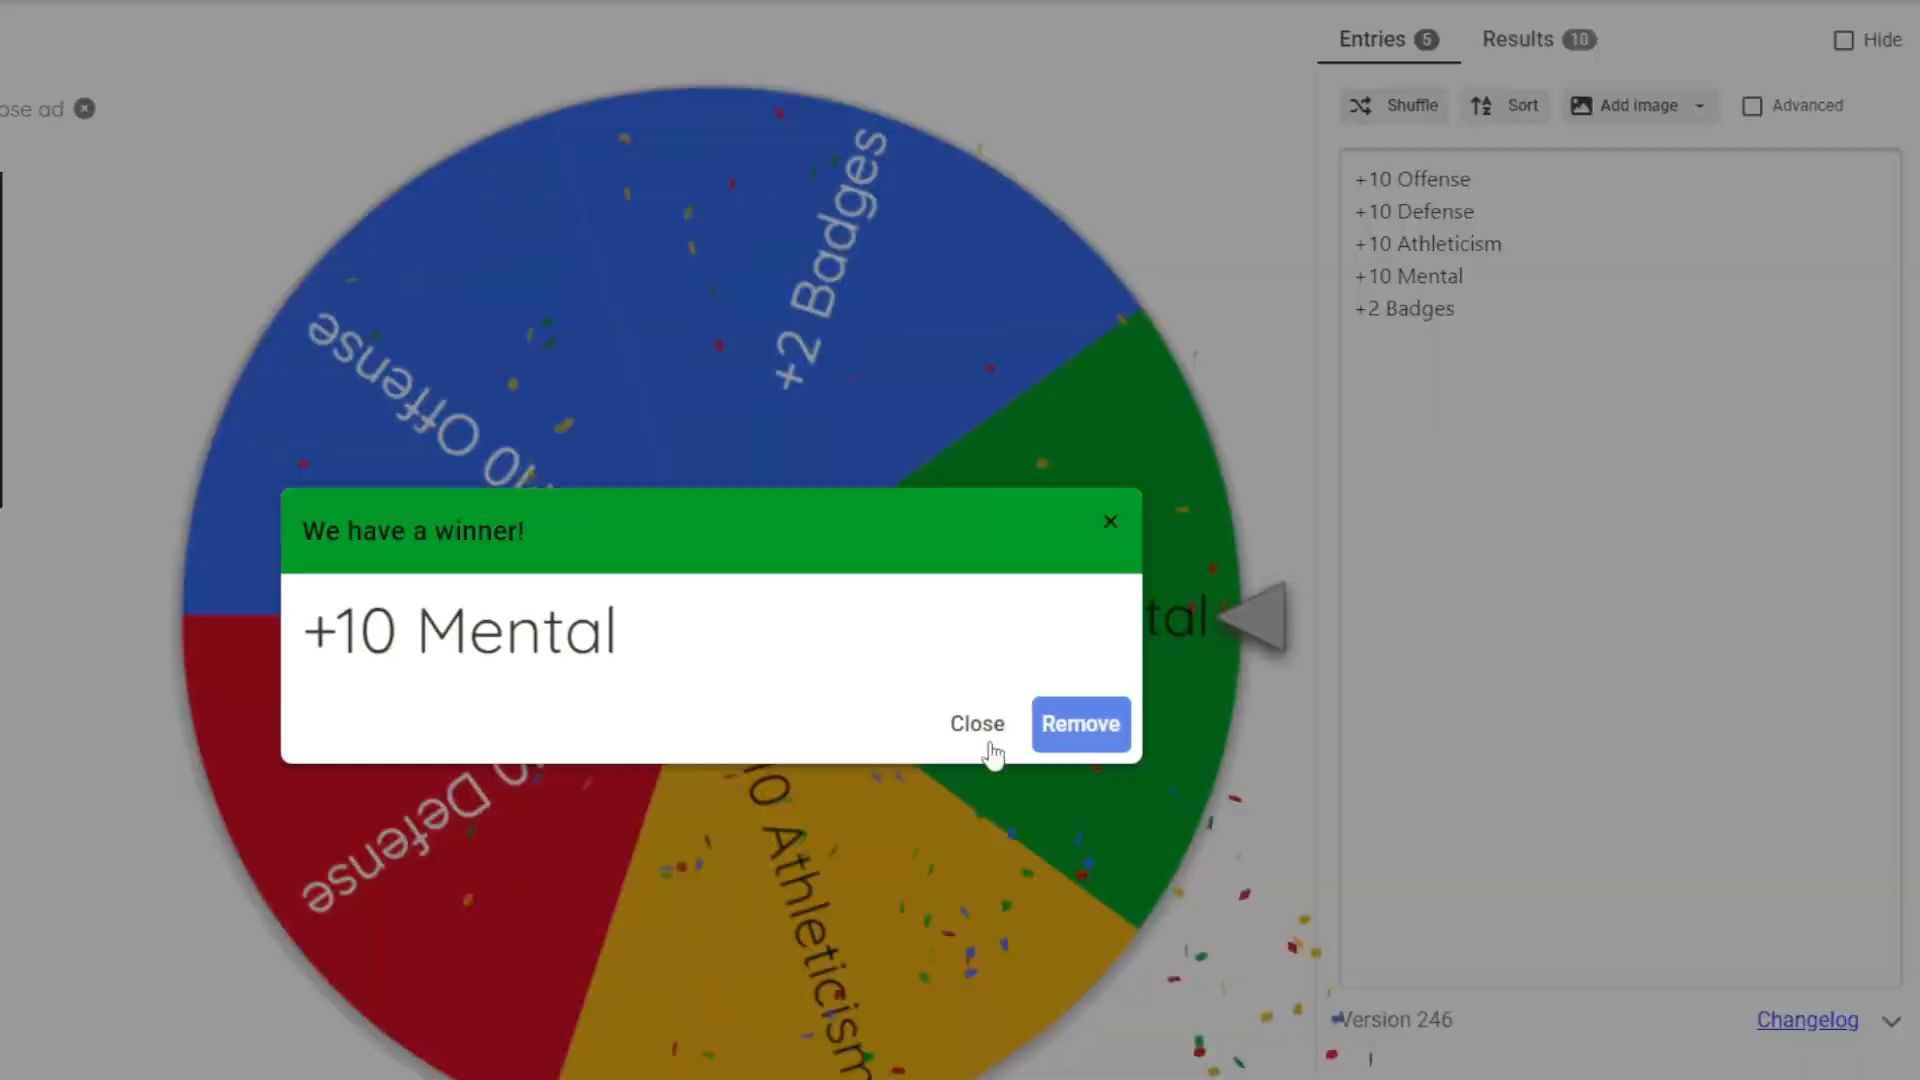 Entries 5
Results 10
Hide
ose ad
Shuffle
Sort
Add image
Advanced
+10 Offense
+10 Defense
+10 Athleticism
+10 Mental
+2 Badges
+2 Badges
10 Offense
We have a winner!
+10 Mental
tal
Close
Remove
10 Defense
10 Athleticism
Version 246
Changelog